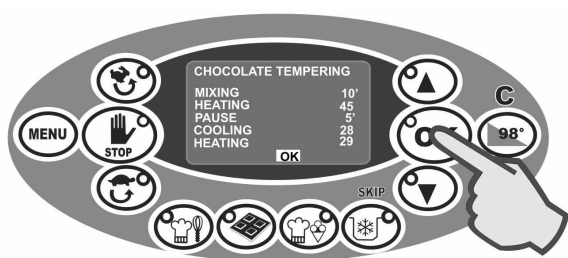 CHOCOLATE TEMPERING
MIXING 10'
HEATING 45
PAUSE 5'
COOLING 28
HEATING 29
OK
MENU
STOP
C
98°
SKIP